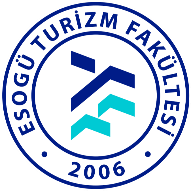 ESOGÜ TURİZM FAKÜLTESİ
• 2006 •